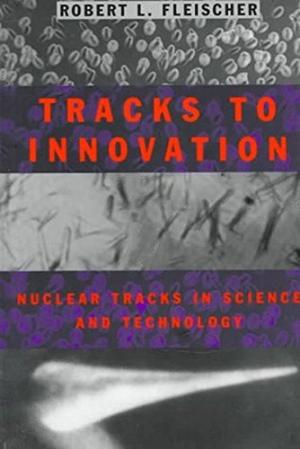 ROBERT L. FLEISCHER
TRACKS TO
INNOVATION
NUCLEAR TRACKS IN SCIENCE
AND TECHNOLOGY